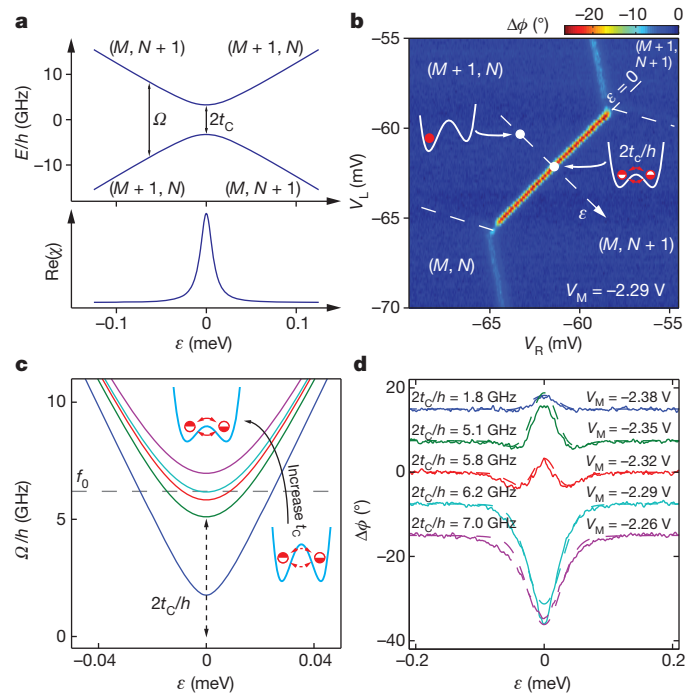 a
(M, N + 1)
(M, N + 1)
10
0
−10
E/h (GHz)
Ω
2tC
(M + 1, N)
(M + 1, N)
Re(χ)
−0.1
0
0.1
ε (meV)
b
Δϕ (°)
−20
−10
0
−55
−60
−65
−70
VL (mV)
(M + 1, N)
(M + 1,
N + 1)
ε = 0
2tc/h
ε
(M, N + 1)
(M, N)
VM = −2.29 V
−65
−60
−55
VR (mV)
c
10
5
0
Ω/h (GHz)
f0
Increase tC
2tC/h
−0.04
0
0.04
ε (meV)
d
20
0
−20
−40
Δϕ (°)
2tC/h = 1.8 GHz
VM = −2.38 V
2tC/h = 5.1 GHz
VM = −2.35 V
2tC/h = 5.8 GHz
VM = −2.32 V
2tC/h = 6.2 GHz
VM = −2.29 V
2tC/h = 7.0 GHz
VM = −2.26 V
−0.2
0
0.2
ε (meV)